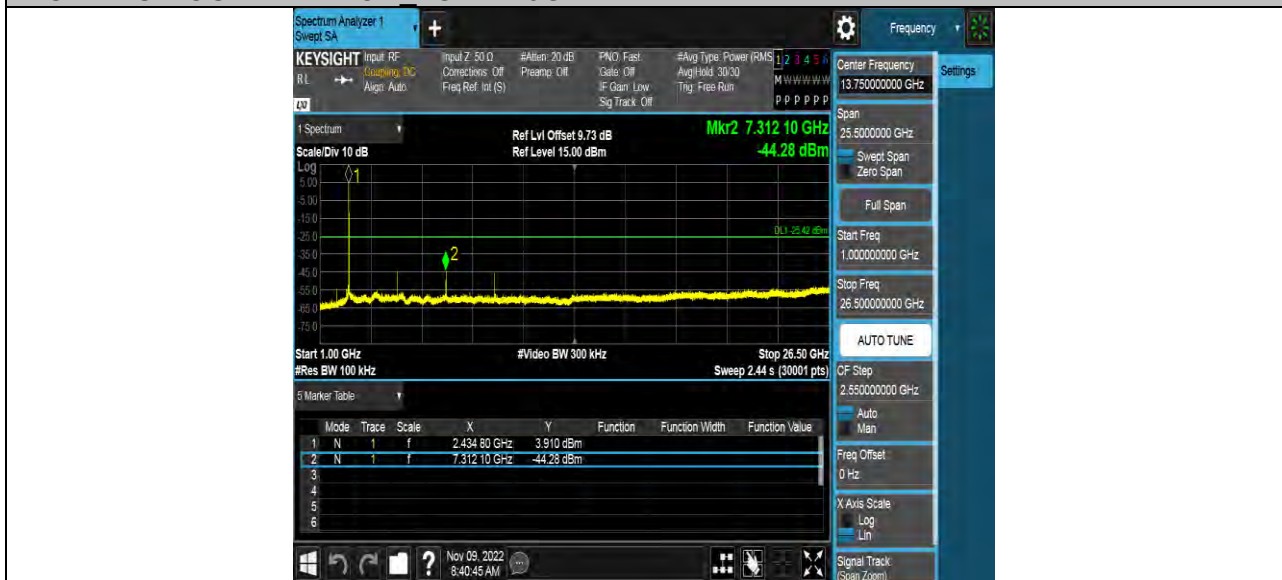 Spectrum Analyzer 1
Swept SA
+
Frequency
KEYSIGHT Input: RF
RL
Coupling: DC
Align: Auto
LXI
Input Z: 50 Ω
Corrections: Off
Freq Ref: Int (S)
#Atten: 20 dB
Preamp: Off
PNO: Fast
Gate: Off
IF Gain: Low
Sig Track: Off
#Avg Type: Power (RMS
Avg|Hold: 30/30
Trig: Free Run
1 2 3 4 5 6
M W W W W W
P P P P P P
Center Frequency
13.750000000 GHz
Settings
Span
25.5000000 GHz
Swept Span
Zero Span
Full Span
Start Freq
1.000000000 GHz
Stop Freq
26.500000000 GHz
AUTO TUNE
CF Step
2.550000000 GHz
Auto
Man
Freq Offset
0 Hz
X Axis Scale
Log
Lin
Signal Track
(Span Zoom)
1 Spectrum
Scale/Div 10 dB
Ref Lvl Offset 9.73 dB
Ref Level 15.00 dBm
Mkr2 7.312 10 GHz
-44.28 dBm
Log
5.00
-5.00
-15.0
-25.0
-35.0
-45.0
-55.0
-65.0
-75.0
1
2
DL1 -25.42 dBm
Start 1.00 GHz
#Res BW 100 kHz
#Video BW 300 kHz
Stop 26.50 GHz
Sweep 2.44 s (30001 pts)
5 Marker Table
Mode Trace Scale X Y Function Function Width Function Value
1 N 1 f 2.434 80 GHz 3.910 dBm
2 N 1 f 7.312 10 GHz -44.28 dBm
3
4
5
6
?
Nov 09, 2022
8:40:45 AM